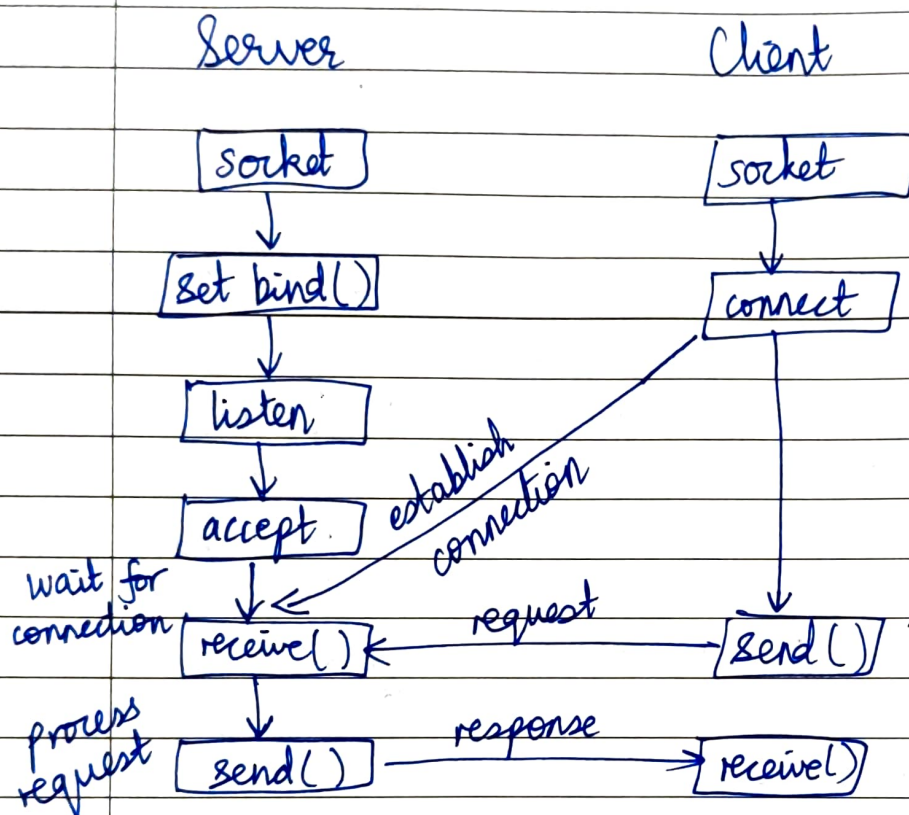 Server Client
socket socket
set bind()
connect
listen
establish
connection
accept.
wait for
connection
request
receive() send()
process
request
response
send() receive()